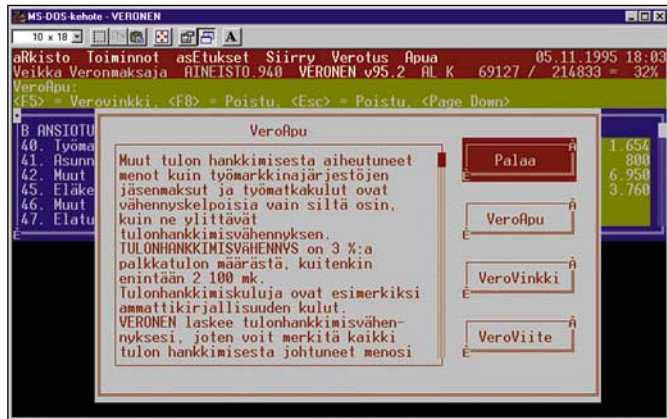 MS-DOS-kehote - VERONEN
10 x 18
A
aRkisto Toiminnot asEtukset Siirry Verotus Apua 05.11.1995 18:03
Veikka Veronmaksaja AINEISTO.940 VERONEN v95.2 AL K 69127 / 214833 = 32%
VeroApu:
<F5> = Verovinkki, <F8> = Poistu, <Esc> = Poistu, <Page Down>
B ANSIOTU
40. Työma 1.654
41. Asunn 800
42. Muut 6.950
45. Eläke 3.760
46. Muut
47. Elatu
VeroApu
Muut tulon hankkimisesta aiheutuneet
menot kuin työmarkkinajärjestöjen
jäsenmaksut ja työmatkakulut ovat
vähennyskelpoisia vain siltä osin,
kuin ne ylittävät
tulonhankkimisvähennyksen.
TULONHANKKIMISVÄHENNYS on 3 %:a
palkkatulon määrästä, kuitenkin
enintään 2 100 mk.
Tulonhankkimiskuluja ovat esimerkiksi
ammattikirjallisuuden kulut.
VERONEN laskee tulonhankkimisvähen-
nyksesi, joten voit merkitä kaikki
tulon hankkimisesta johtuneet menosi
Palaa
VeroApu
VeroVinkki
VeroViite